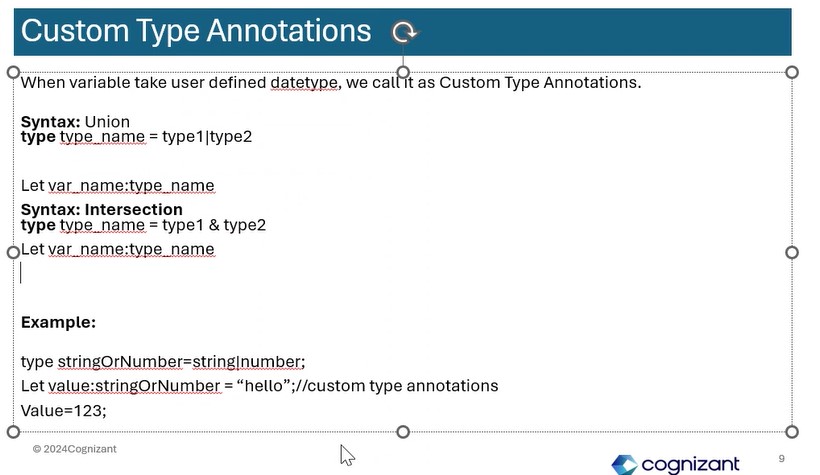 Custom Type Annotations
When variable take user defined datetype, we call it as Custom Type Annotations.
Syntax: Union
type type_name = type1|type2
Let var_name:type_name
Syntax: Intersection
type type_name = type1 & type2
Let var_name:type_name
Example:
type stringOrNumber=string|number;
Let value:stringOrNumber = “hello”;//custom type annotations
Value=123;
© 2024Cognizant
cognizant
9